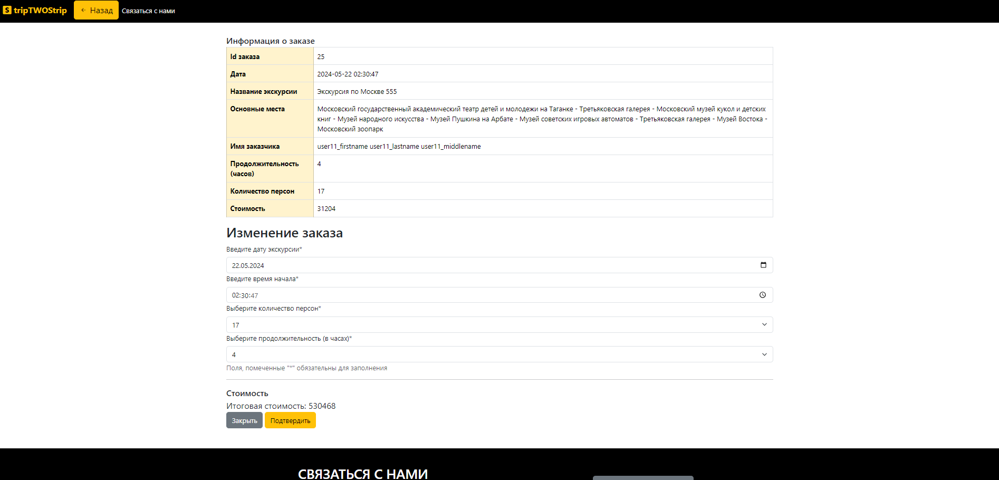 S tripTWOStrip ← Назад Связаться с нами
Информация о заказе
Id заказа 25
Дата 2024-05-22 02:30:47
Название экскурсии Экскурсия по Москве 555
Основные места Московский государственный академический театр детей и молодежи на Таганке - Третьяковская галерея - Московский музей кукол и детских
книг - Музей народного искусства - Музей Пушкина на Арбате - Музей советских игровых автоматов - Третьяковская галерея - Музей Востока -
Московский зоопарк
Имя заказчика user11_firstname user11_lastname user11_middlename
Продолжительность 4
(часов)
Количество персон 17
Стоимость 31204
Изменение заказа
Введите дату экскурсии*
22.05.2024
Введите время начала*
02:30:47
Выберите количество персон*
17
Выберите продолжительность (в часах)*
4
Поля, помеченные "*" обязательны для заполнения
Стоимость
Итоговая стоимость: 530468
Закрыть Подтвердить
СВЯЗАТЬСЯ С НАМИ